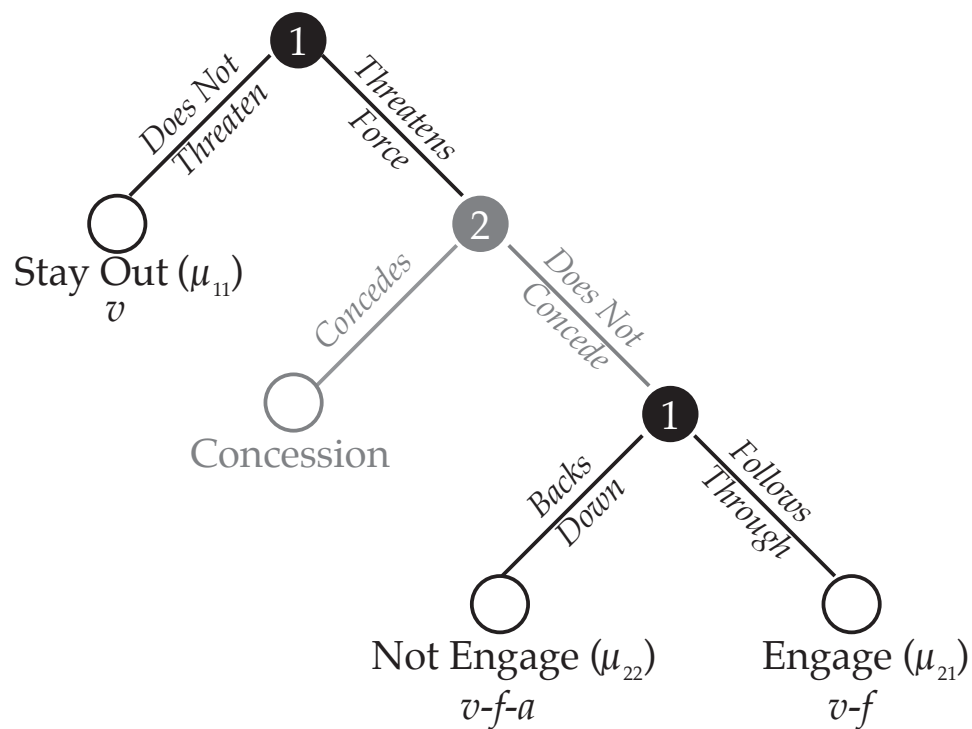 1
Does Not
Threaten
Threatens
Force
Stay Out (μ₁₁)
v
2
Concedes
Does Not
Concede
Concession
1
Backs
Down
Follows
Through
Not Engage (μ₂₂)
v-f-a
Engage (μ₂₁)
v-f